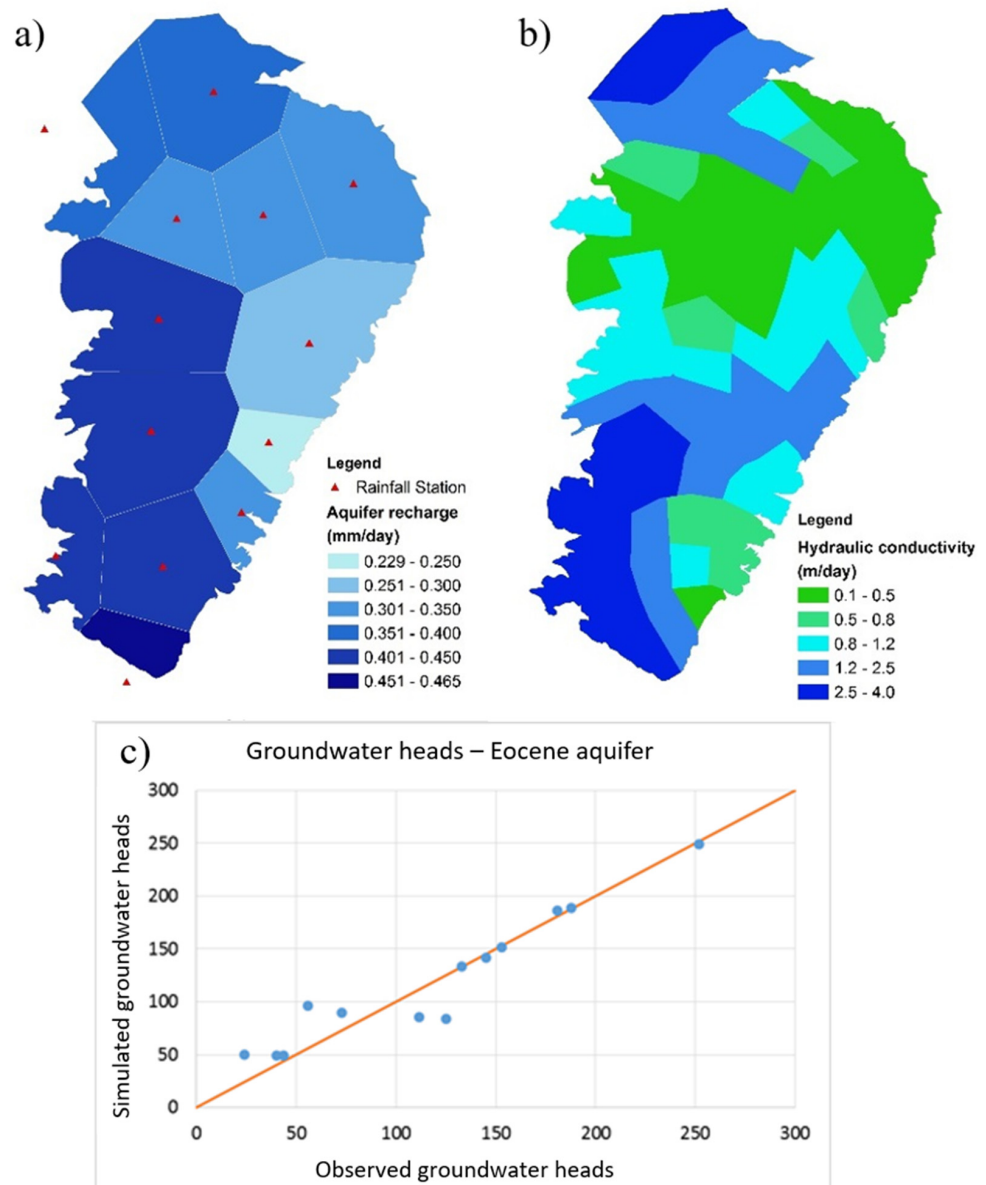 a)
Legend
Rainfall Station
Aquifer recharge
(mm/day)
0.229 - 0.250
0.251 - 0.300
0.301 - 0.350
0.351 - 0.400
0.401 - 0.450
0.451 - 0.465
b)
Legend
Hydraulic conductivity
(m/day)
0.1 - 0.5
0.5 - 0.8
0.8 - 1.2
1.2 - 2.5
2.5 - 4.0
c)
Groundwater heads – Eocene aquifer
Simulated groundwater heads
300
250
200
150
100
50
0
0 50 100 150 200 250 300
Observed groundwater heads